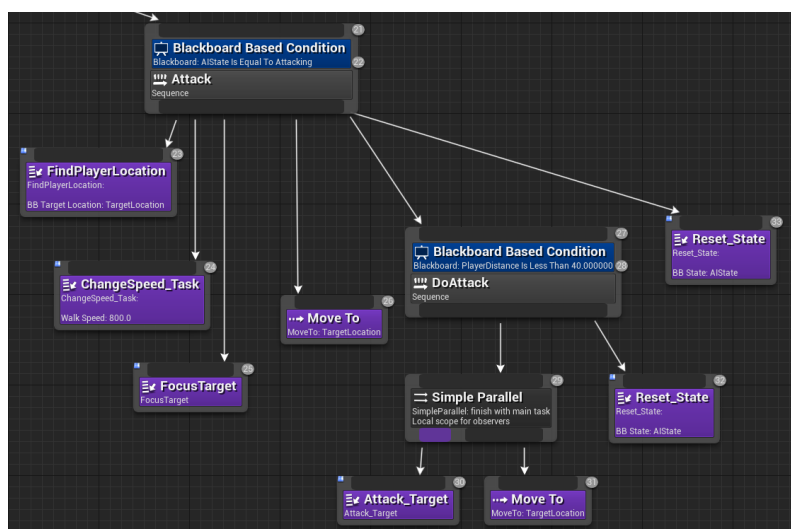 21
Blackboard Based Condition
Blackboard: AIState Is Equal To Attacking
22
Attack
Sequence
23
FindPlayerLocation
FindPlayerLocation:
BB Target Location: TargetLocation
24
ChangeSpeed_Task
ChangeSpeed_Task:
Walk Speed: 800.0
25
FocusTarget
FocusTarget
26
Move To
MoveTo: TargetLocation
27
Blackboard Based Condition
Blackboard: PlayerDistance Is Less Than 40.000000
28
DoAttack
Sequence
33
Reset_State
Reset_State:
BB State: AIState
29
Simple Parallel
SimpleParallel: finish with main task
Local scope for observers
32
Reset_State
Reset_State:
BB State: AIState
30
Attack_Target
Attack_Target
31
Move To
MoveTo: TargetLocation